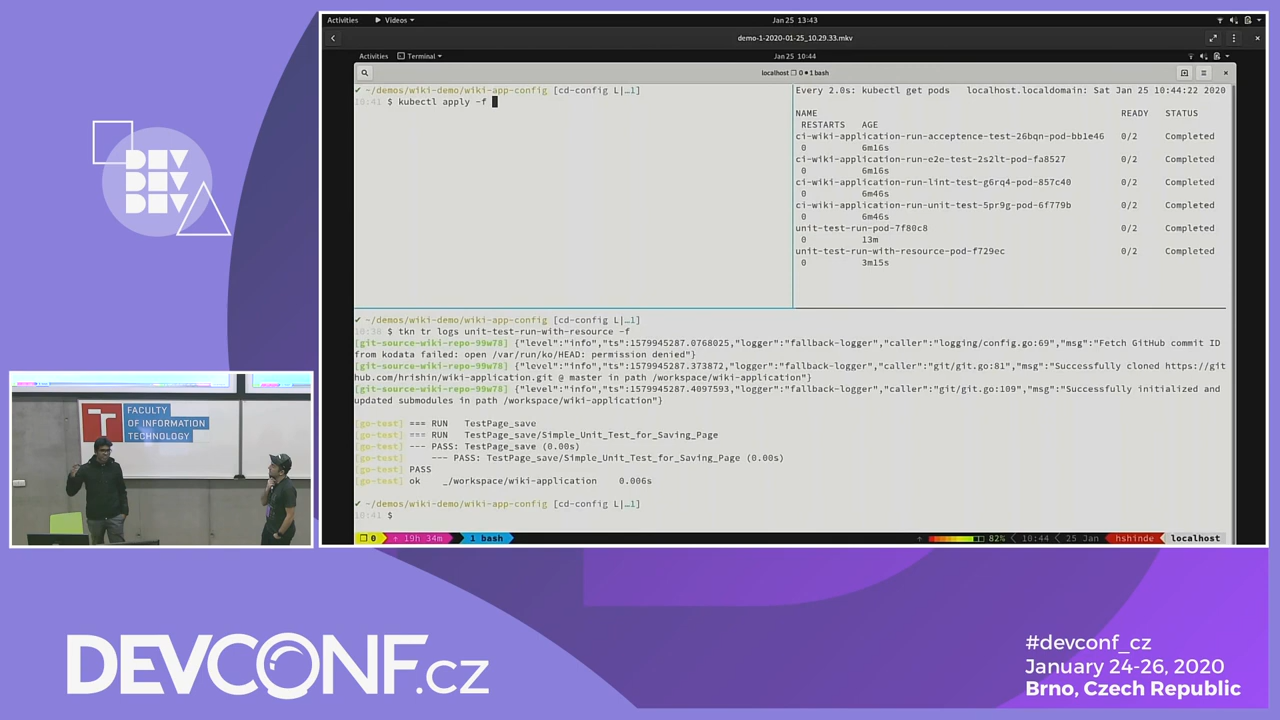 Activities Videos Jan 25 13:43
demo-1-2020-01-25_10.29.33.mkv
Activities Terminal Jan 25 10:44
localhost 0 1 bash
✔ ~/demos/wiki-demo/wiki-app-config [cd-config L|…1]
10:41 $ kubectl apply -f
Every 2.0s: kubectl get pods localhost.localdomain: Sat Jan 25 10:44:22 2020
NAME READY STATUS
RESTARTS AGE
ci-wiki-application-run-acceptence-test-26bqn-pod-bb1e46 0/2 Completed
0 6m16s
ci-wiki-application-run-e2e-test-2s2lt-pod-fa8527 0/2 Completed
0 6m16s
ci-wiki-application-run-lint-test-g6rq4-pod-857c40 0/2 Completed
0 6m46s
ci-wiki-application-run-unit-test-5pr9g-pod-6f779b 0/2 Completed
0 6m46s
unit-test-run-pod-7f80c8 0/2 Completed
0 13m
unit-test-run-with-resource-pod-f729ec 0/2 Completed
0 3m15s
✔ ~/demos/wiki-demo/wiki-app-config [cd-config L|…1]
10:38 $ tkn tr logs unit-test-run-with-resource -f
[git-source-wiki-repo-99w78] {"level":"info","ts":1579945287.0768025,"logger":"fallback-logger","caller":"logging/config.go:69","msg":"Fetch GitHub commit ID
from kodata failed: open /var/run/ko/HEAD: permission denied"}
[git-source-wiki-repo-99w78] {"level":"info","ts":1579945287.373872,"logger":"fallback-logger","caller":"git/git.go:81","msg":"Successfully cloned https://git
hub.com/hrishin/wiki-application.git @ master in path /workspace/wiki-application"}
[git-source-wiki-repo-99w78] {"level":"info","ts":1579945287.4097593,"logger":"fallback-logger","caller":"git/git.go:109","msg":"Successfully initialized and
updated submodules in path /workspace/wiki-application"}
[go-test] === RUN TestPage_save
[go-test] === RUN TestPage_save/Simple_Unit_Test_for_Saving_Page
[go-test] --- PASS: TestPage_save (0.00s)
[go-test] --- PASS: TestPage_save/Simple_Unit_Test_for_Saving_Page (0.00s)
[go-test] PASS
[go-test] ok _/workspace/wiki-application 0.006s
✔ ~/demos/wiki-demo/wiki-app-config [cd-config L|…1]
10:41 $
0 ↑ 19h 34m 1 bash ↑ 82% 10:44 25 Jan hshinde localhost
DEV
DEV
DEV
FACULTY
OF INFORMATION
TECHNOLOGY
DEVCONF.cz
#devconf_cz
January 24-26, 2020
Brno, Czech Republic